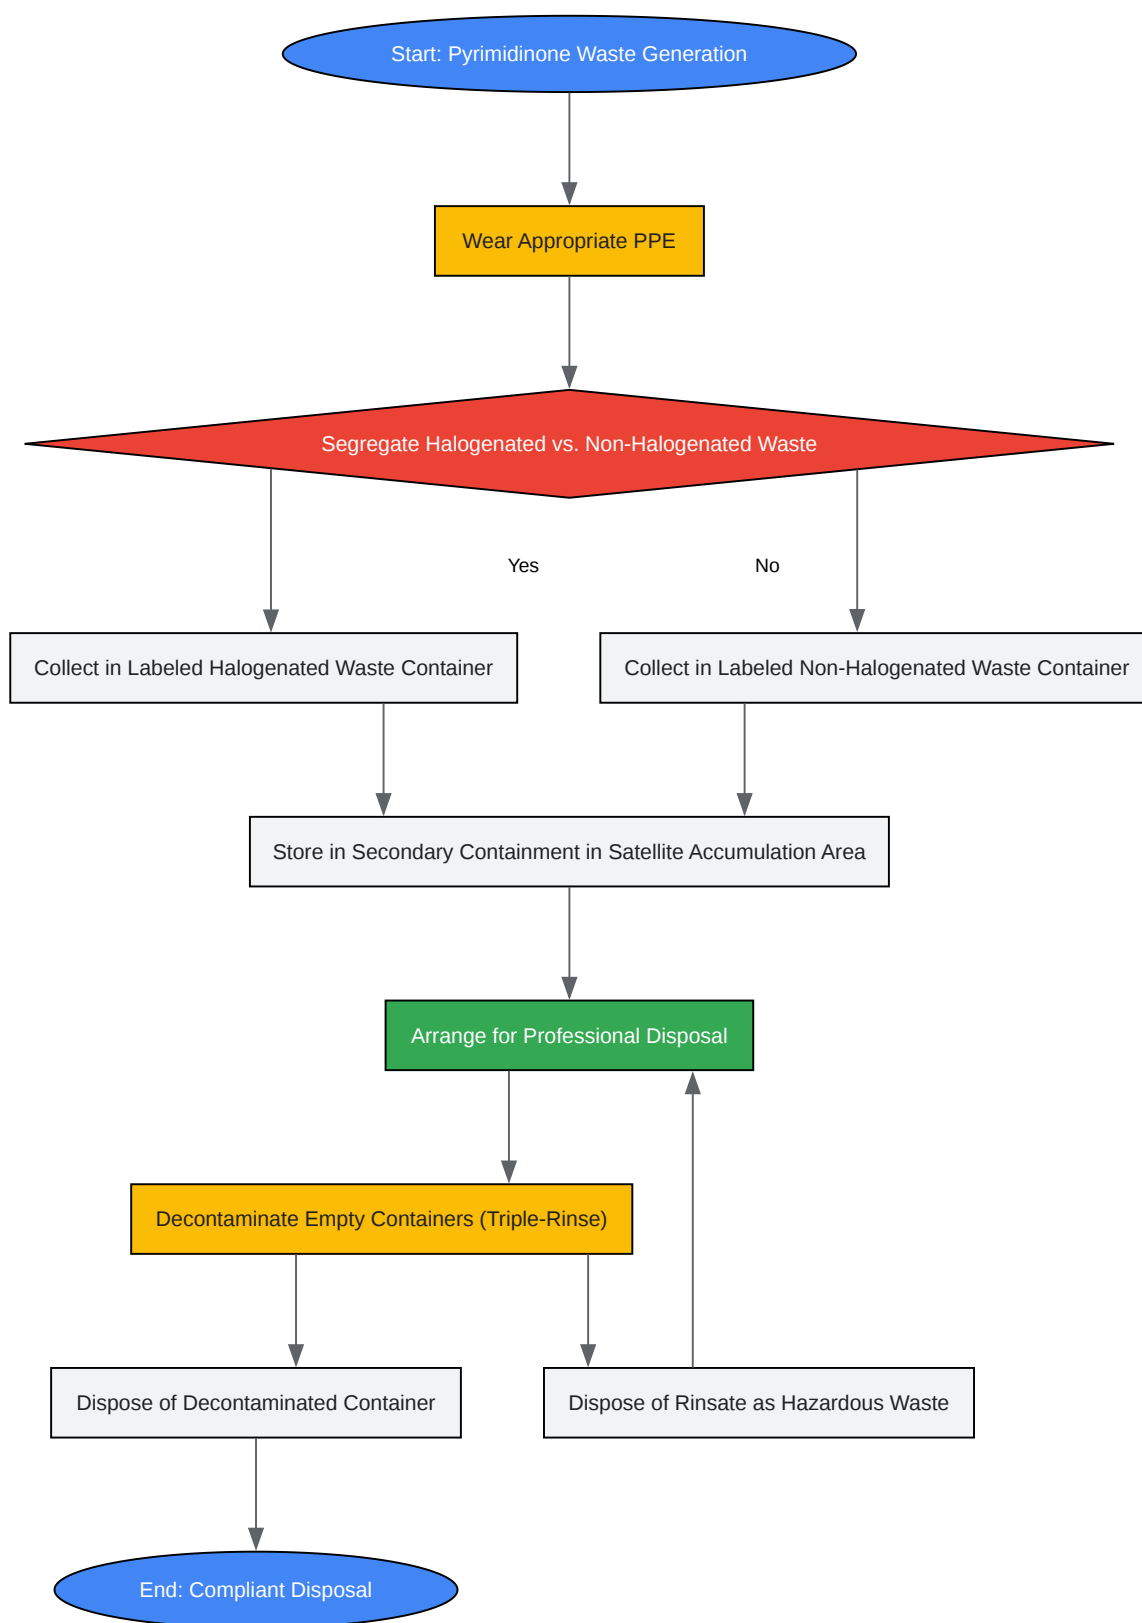 Start: Pyrimidinone Waste Generation
Wear Appropriate PPE
Segregate Halogenated vs. Non-Halogenated Waste
Yes
No
Collect in Labeled Halogenated Waste Container
Collect in Labeled Non-Halogenated Waste Container
Store in Secondary Containment in Satellite Accumulation Area
Arrange for Professional Disposal
Decontaminate Empty Containers (Triple-Rinse)
Dispose of Decontaminated Container
Dispose of Rinsate as Hazardous Waste
End: Compliant Disposal